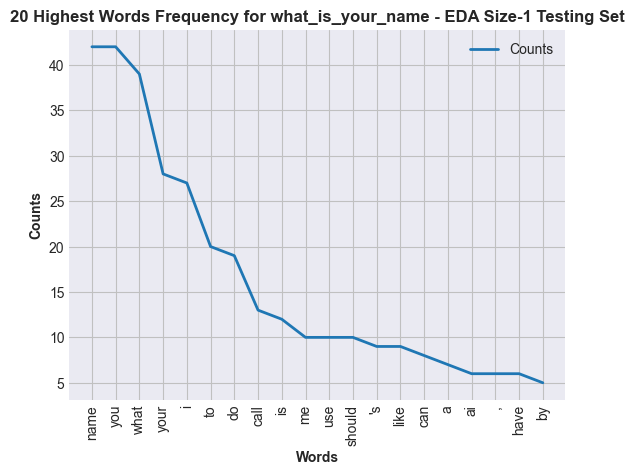 20 Highest Words Frequency for what_is_your_name - EDA Size-1 Testing Set
Counts
40
35
30
25
20
15
10
5
Counts
name
you
what
your
i
to
do
call
is
me
use
should
's
like
can
a
ai
,
have
by
Words